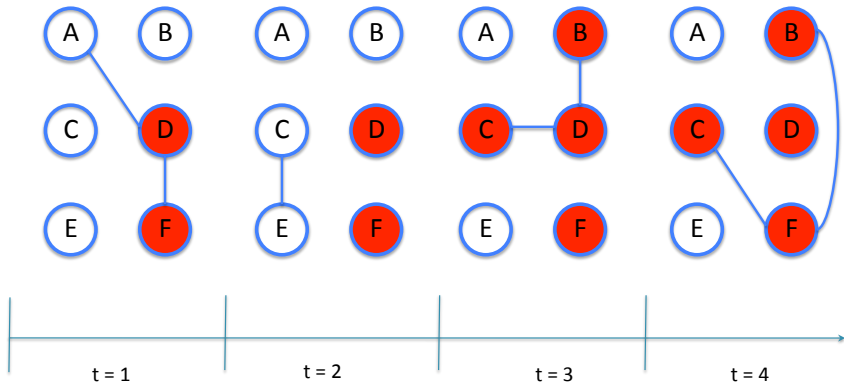 A B A B A B A B
C D C D C D C D
E F E F E F E F
t = 1 t = 2 t = 3 t = 4